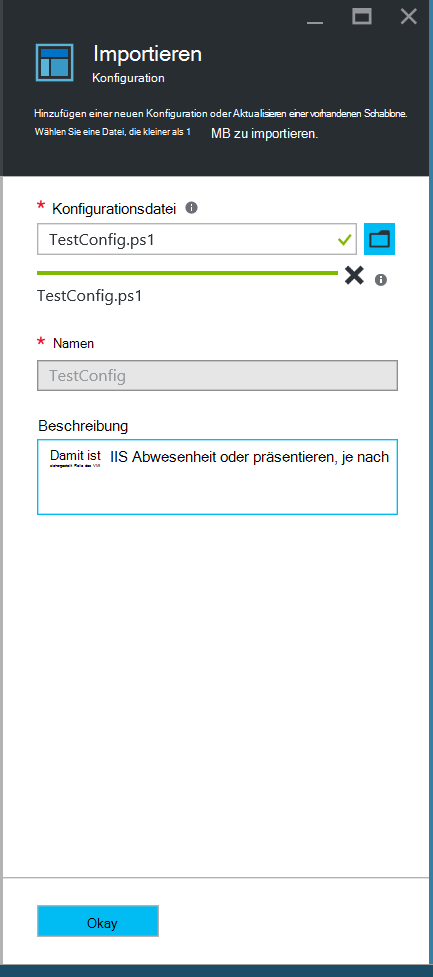 Importieren
Konfiguration
Hinzufügen einer neuen Konfiguration oder Aktualisieren einer vorhandenen Schablone.
Wählen Sie eine Datei, die kleiner als 1 MB zu importieren.
* Konfigurationsdatei
TestConfig.ps1
TestConfig.ps1
* Namen
TestConfig
Beschreibung
Damit ist IIS Abwesenheit oder präsentieren, je nach
Okay